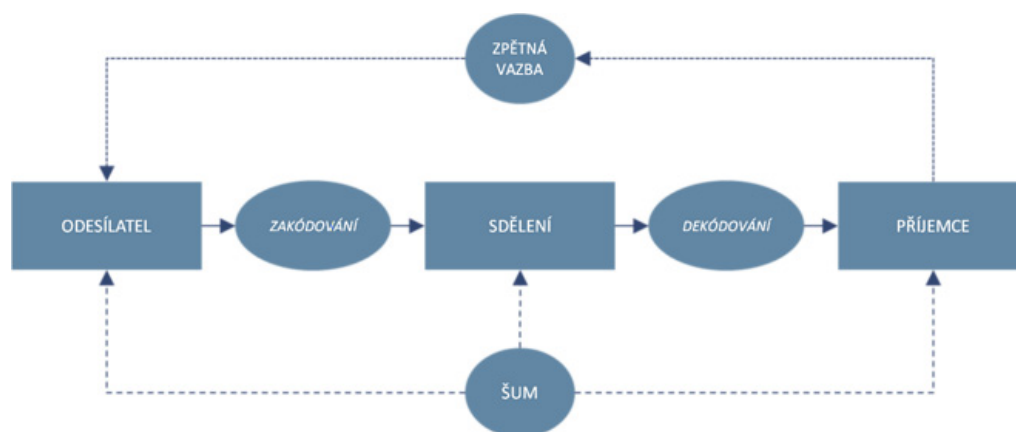 ZPĚTNÁ
VAZBA
ODESÍLATEL
ZAKÓDOVÁNÍ
SDĚLENÍ
DEKÓDOVÁNÍ
PŘÍJEMCE
ŠUM